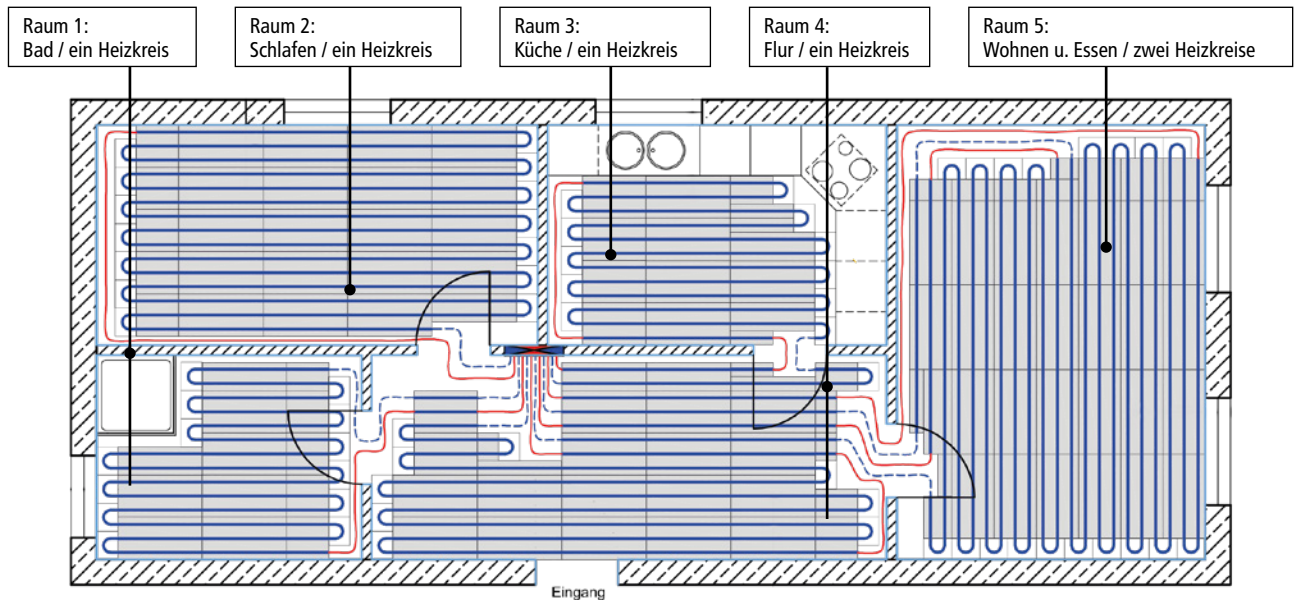 Raum 1:
Bad / ein Heizkreis
Raum 2:
Schlafen / ein Heizkreis
Raum 3:
Küche / ein Heizkreis
Raum 4:
Flur / ein Heizkreis
Raum 5:
Wohnen u. Essen / zwei Heizkreise
Eingang